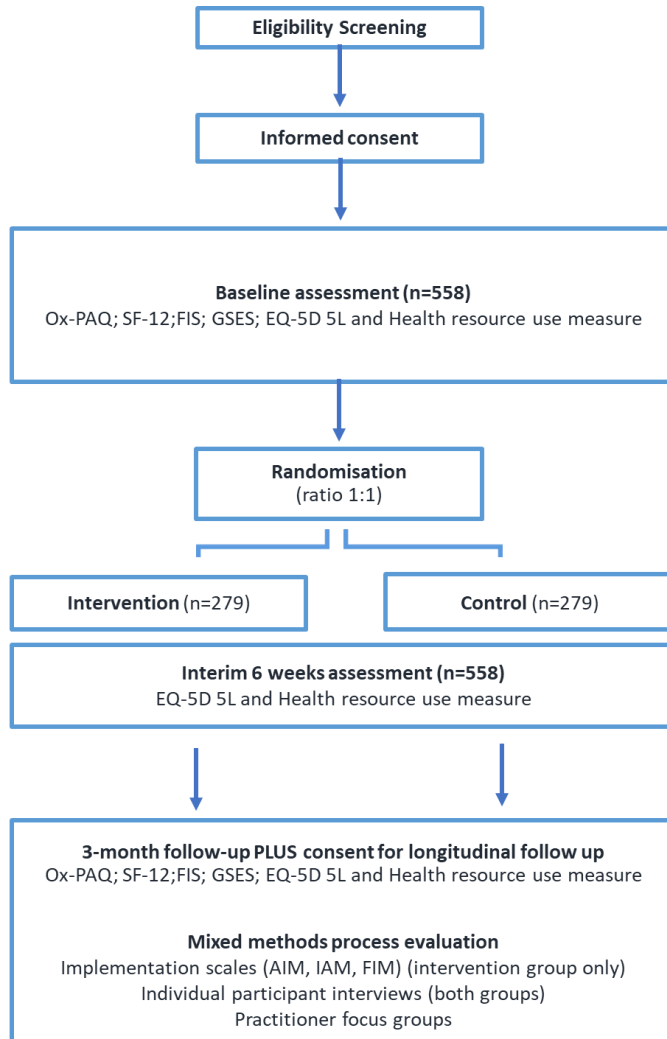 Eligibility Screening
Informed consent
Baseline assessment (n=558)
Ox-PAQ; SF-12;FIS; GSES; EQ-5D 5L and Health resource use measure
Randomisation
(ratio 1:1)
Intervention (n=279)
Control (n=279)
Interim 6 weeks assessment (n=558)
EQ-5D 5L and Health resource use measure
3-month follow-up PLUS consent for longitudinal follow up
Ox-PAQ; SF-12;FIS; GSES; EQ-5D 5L and Health resource use measure
Mixed methods process evaluation
Implementation scales (AIM, IAM, FIM) (intervention group only)
Individual participant interviews (both groups)
Practitioner focus groups